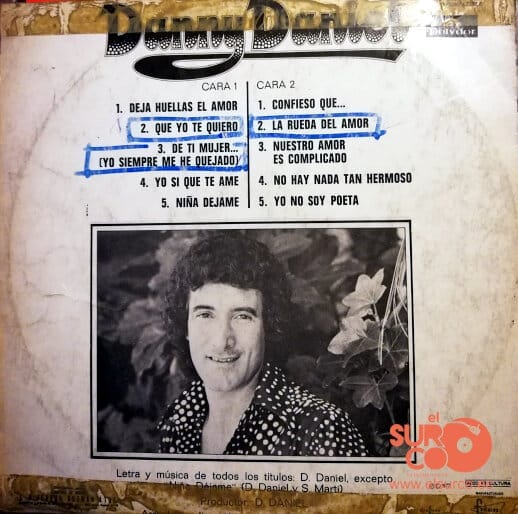 Danny Daniel
Polydor
CARA 1
1. DEJA HUELLAS EL AMOR
2. QUE YO TE QUIERO
3. DE TI MUJER...
(YO SIEMPRE ME HE QUEJADO)
4. YO SI QUE TE AME
5. NIÑA DEJAME
CARA 2
1. CONFIESO QUE...
2. LA RUEDA DEL AMOR
3. NUESTRO AMOR
ES COMPLICADO
4. NO HAY NADA TAN HERMOSO
5. YO NO SOY POETA
el
SURCO
Letra y música de todos los titulos: D. Daniel, excepto
"Niña Déjame" (D. Daniel y S. Martí)
Productor: D. DANIEL